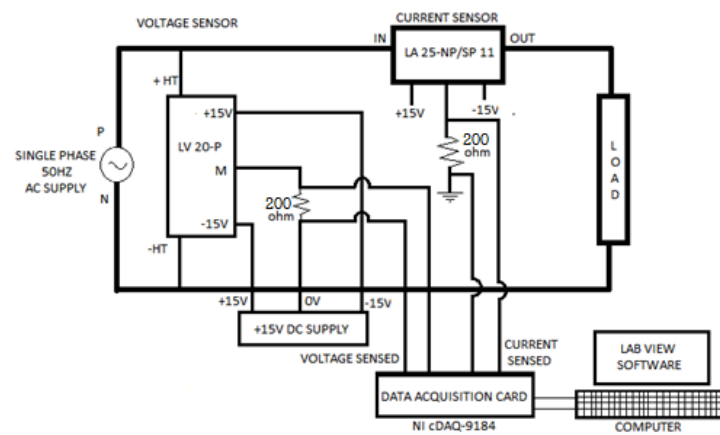 VOLTAGE SENSOR
CURRENT SENSOR
IN
LA 25-NP/SP 11
OUT
+ HT
+15V
-15V
+15V
LV 20-P
P
200
ohm
SINGLE PHASE
50HZ
AC SUPPLY
M
LOAD
N
200
ohm
-15V
-HT
+15V
0V
-15V
+15V DC SUPPLY
VOLTAGE SENSED
CURRENT
SENSED
LAB VIEW
SOFTWARE
DATA ACQUISITION CARD
NI cDAQ-9184
COMPUTER